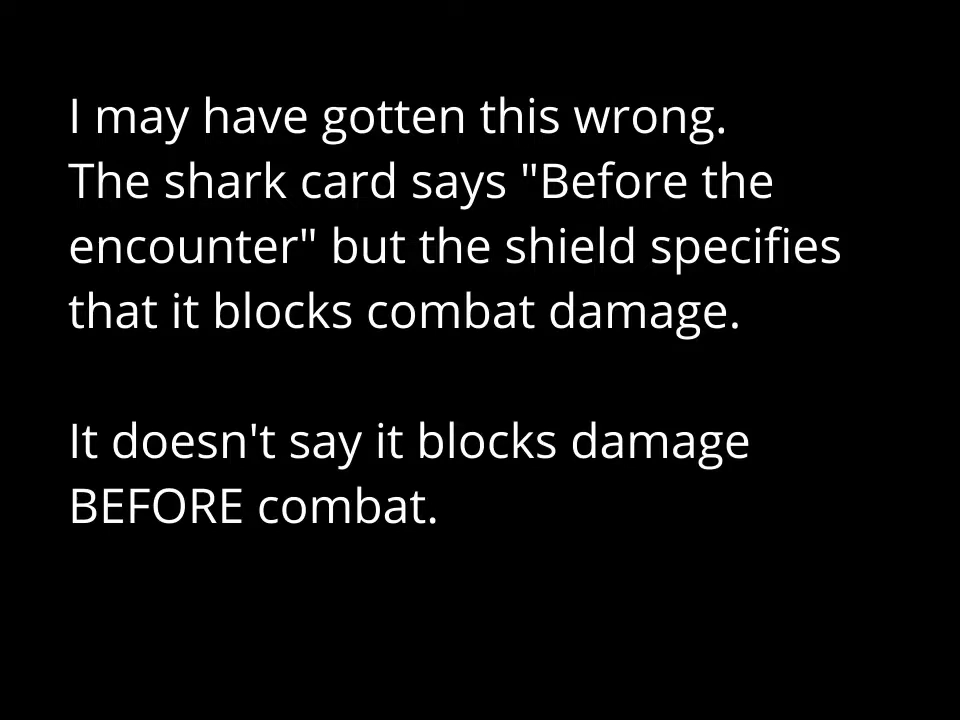 I may have gotten this wrong.
The shark card says "Before the
encounter" but the shield specifies
that it blocks combat damage.
It doesn't say it blocks damage
BEFORE combat.